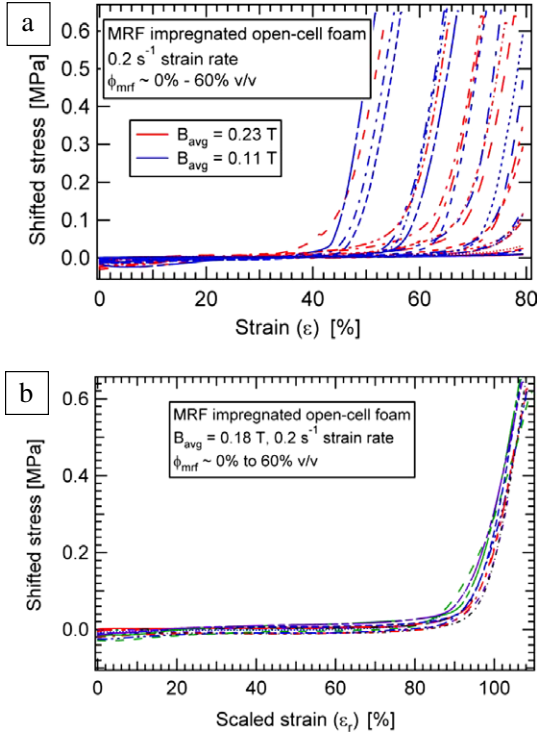 a
MRF impregnated open-cell foam
0.2 s⁻¹ strain rate
ϕmrf ~ 0% - 60% v/v
Bavg = 0.23 T
Bavg = 0.11 T
Shifted stress [MPa]
0.6
0.5
0.4
0.3
0.2
0.1
0.0
0 20 40 60 80
Strain (ε) [%]
b
MRF impregnated open-cell foam
Bavg = 0.18 T, 0.2 s⁻¹ strain rate
ϕmrf ~ 0% to 60% v/v
Shifted stress [MPa]
0.6
0.4
0.2
0.0
0 20 40 60 80 100
Scaled strain (εr) [%]